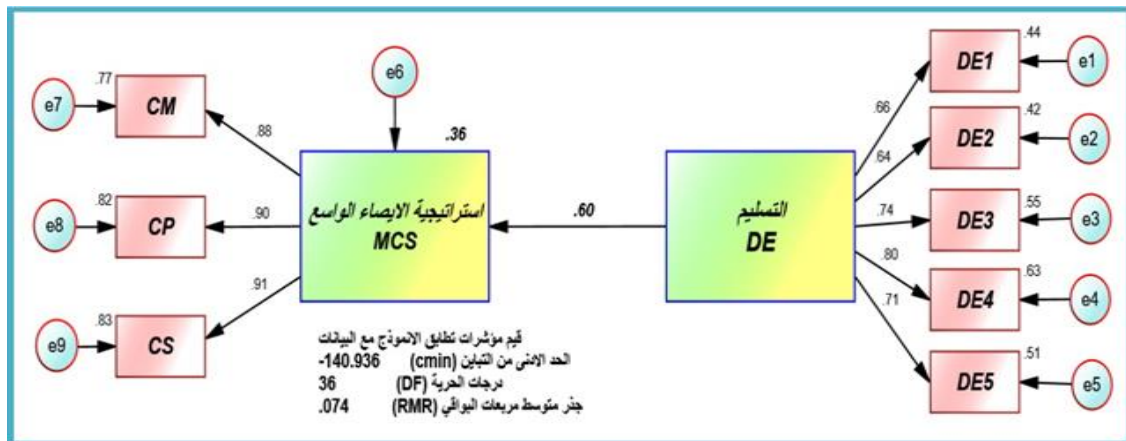 e7
.77
CM
.88
e8
.82
CP
.90
e9
.83
CS
.91
e6
.36
استراتيجية الايصاء الواسع
MCS
.60
التسليم
DE
.66
.44
DE1
e1
.64
.42
DE2
e2
.74
.55
DE3
e3
.80
.63
DE4
e4
.71
.51
DE5
e5
قيم مؤشرات تطابق الانموذج مع البيانات
الحد الادنى من التباين (cmin) 140.936-
درجات الحرية (DF) 36
جذر متوسط مربعات البواقي (RMR) .074